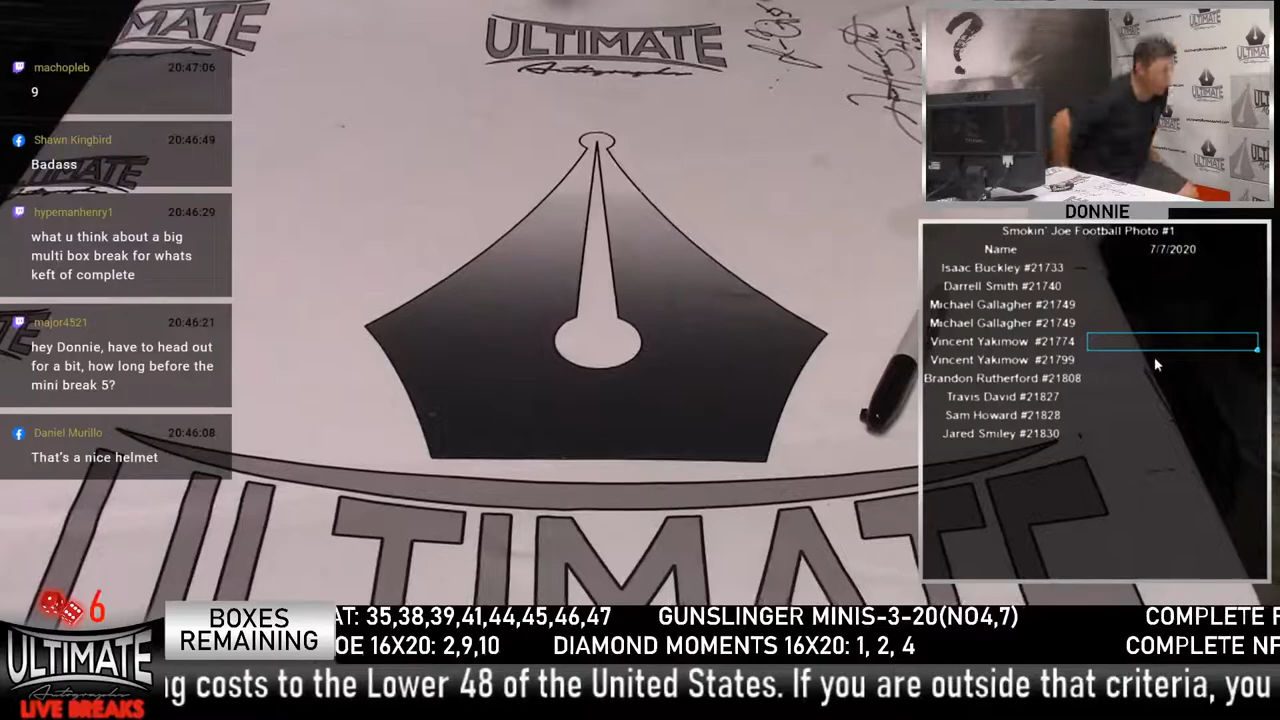 ULTIMATE
Autographs
machopleb 20:47:06
9
Shawn Kingbird 20:46:49
Badass
hypemanhenry1 20:46:29
what u think about a big
multi box break for whats
keft of complete
major4521 20:46:21
hey Donnie, have to head out
for a bit, how long before the
mini break 5?
Daniel Murillo 20:46:08
That's a nice helmet
DONNIE
Smokin' Joe Football Photo #1
Name 7/7/2020
Isaac Buckley #21733
Darrell Smith #21740
Michael Gallagher #21749
Michael Gallagher #21749
Vincent Yakimow #21774
Vincent Yakimow #21799
Brandon Rutherford #21808
Travis David #21827
Sam Howard #21828
Jared Smiley #21830
ULTIMATE
6
ULTIMATE
Autographs
LIVE BREAKS
BOXES
REMAINING
AT: 35,38,39,41,44,45,46,47 GUNSLINGER MINIS-3-20(NO4,7) COMPLETE F
OE 16X20: 2,9,10 DIAMOND MOMENTS 16X20: 1, 2, 4 COMPLETE NF
g costs to the Lower 48 of the United States. If you are outside that criteria, you